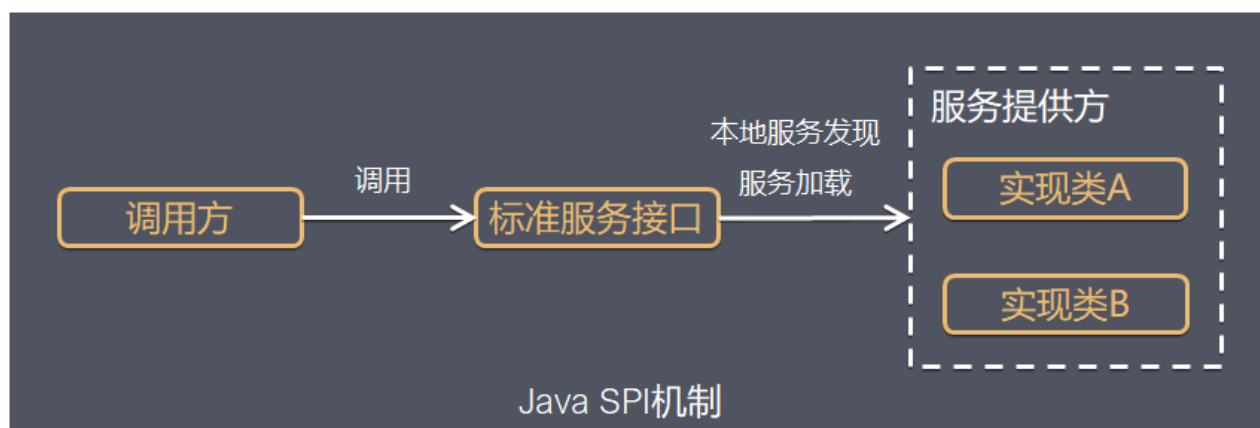 服务提供方
本地服务发现
调用
服务加载
实现类A
调用方
标准服务接口
实现类B
Java SPI机制